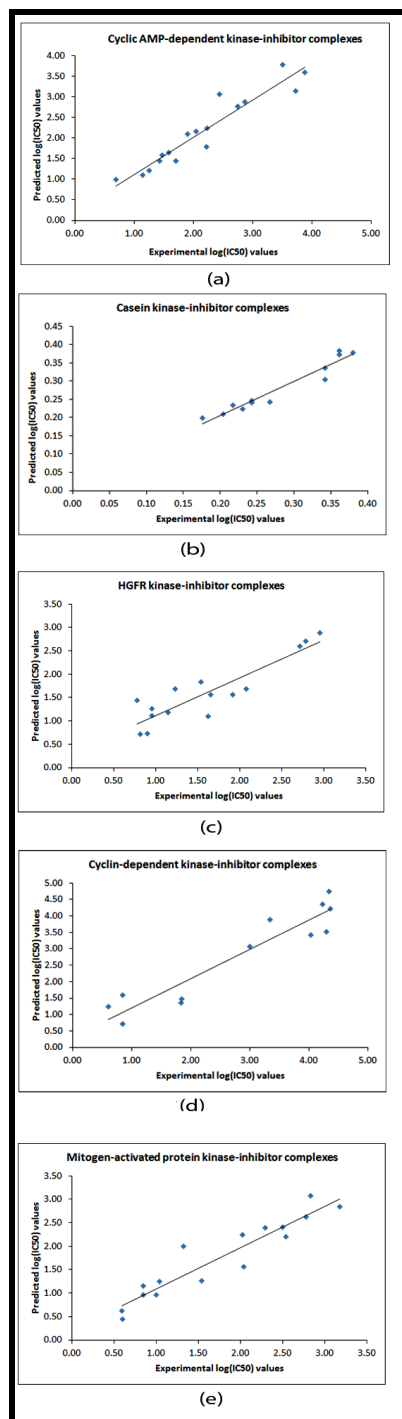 Cyclic AMP-dependent kinase-inhibitor complexes
Predicted log(IC50) values
4.00
3.50
3.00
2.50
2.00
1.50
1.00
0.50
0.00
0.00 1.00 2.00 3.00 4.00 5.00
Experimental log(IC50) values
(a)
Casein kinase-inhibitor complexes
Predicted log(IC50) values
0.45
0.40
0.35
0.30
0.25
0.20
0.15
0.10
0.05
0.00
0.00 0.05 0.10 0.15 0.20 0.25 0.30 0.35 0.40
Experimental log(IC50) values
(b)
HGFR kinase-inhibitor complexes
Predicted log(IC50) values
3.50
3.00
2.50
2.00
1.50
1.00
0.50
0.00
0.00 0.50 1.00 1.50 2.00 2.50 3.00 3.50
Experimental log(IC50) values
(c)
Cyclin-dependent kinase-inhibitor complexes
Predicted log(IC50) values
5.00
4.50
4.00
3.50
3.00
2.50
2.00
1.50
1.00
0.50
0.00
0.00 1.00 2.00 3.00 4.00 5.00
Experimental log(IC50) values
(d)
Mitogen-activated protein kinase-inhibitor complexes
Predicted log(IC50) values
3.50
3.00
2.50
2.00
1.50
1.00
0.50
0.00
0.00 0.50 1.00 1.50 2.00 2.50 3.00 3.50
Experimental log(IC50) values
(e)